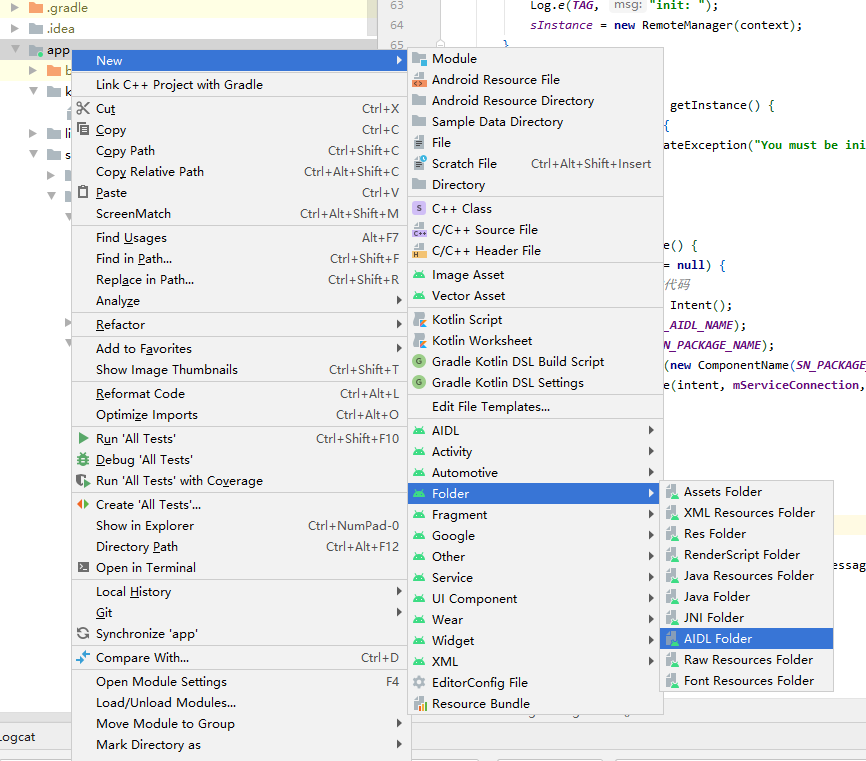 .gradle
.idea
app
63
64
65
Log.e(TAG, msg: "init: ");
sInstance = new RemoteManager(context);
}
getInstance() {
{
ateException("You must be ini
e() {
= null) {
代码
Intent();
_AIDL_NAME);
N_PACKAGE_NAME);
(new ComponentName(SN_PACKAGE_
e(intent, mServiceConnection,
essag
New
Link C++ Project with Gradle
Cut Ctrl+X
Copy Ctrl+C
Copy Path Ctrl+Shift+C
Copy Relative Path Ctrl+Alt+Shift+C
Paste Ctrl+V
ScreenMatch Ctrl+Alt+Shift+M
Find Usages Alt+F7
Find in Path... Ctrl+Shift+F
Replace in Path... Ctrl+Shift+R
Analyze
Refactor
Add to Favorites
Show Image Thumbnails Ctrl+Shift+T
Reformat Code Ctrl+Alt+L
Optimize Imports Ctrl+Alt+O
Run 'All Tests' Ctrl+Shift+F10
Debug 'All Tests'
Run 'All Tests' with Coverage
Create 'All Tests'...
Show in Explorer Ctrl+NumPad-0
Directory Path Ctrl+Alt+F12
Open in Terminal
Local History
Git
Synchronize 'app'
Compare With... Ctrl+D
Open Module Settings F4
Load/Unload Modules...
Move Module to Group
Mark Directory as
Module
Android Resource File
Android Resource Directory
Sample Data Directory
File
Scratch File Ctrl+Alt+Shift+Insert
Directory
C++ Class
C/C++ Source File
C/C++ Header File
Image Asset
Vector Asset
Kotlin Script
Kotlin Worksheet
Gradle Kotlin DSL Build Script
Gradle Kotlin DSL Settings
Edit File Templates...
AIDL
Activity
Automotive
Folder
Fragment
Google
Other
Service
UI Component
Wear
Widget
XML
EditorConfig File
Resource Bundle
Assets Folder
XML Resources Folder
Res Folder
RenderScript Folder
Java Resources Folder
Java Folder
JNI Folder
AIDL Folder
Raw Resources Folder
Font Resources Folder
ogcat